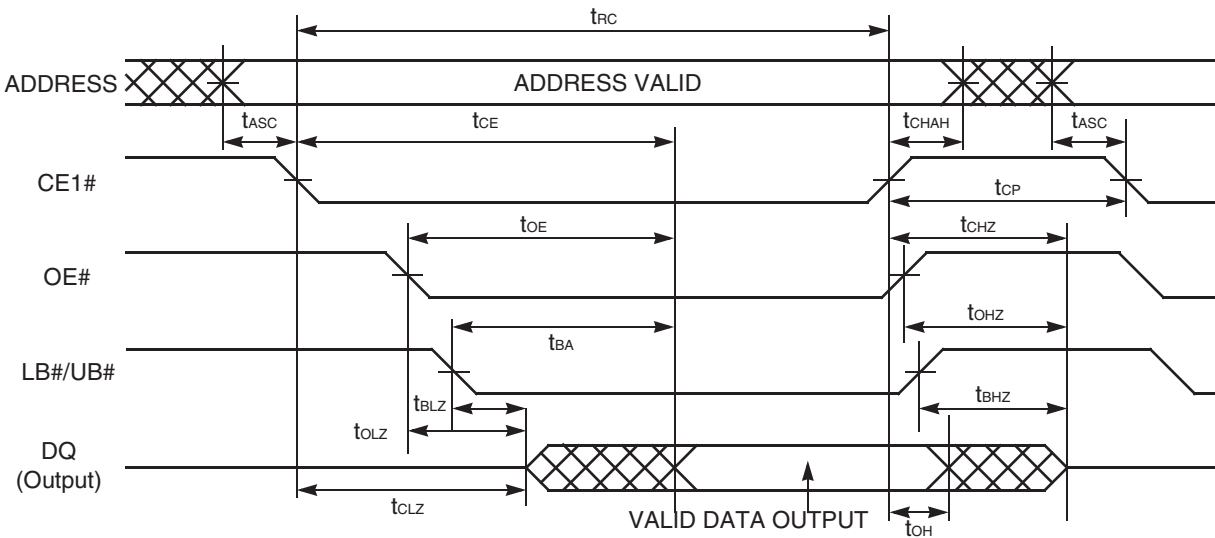 tRC
ADDRESS
ADDRESS VALID
tASC
tCE
tCHAH
tASC
CE1#
tCP
tOE
tCHZ
OE#
tOHZ
tBA
LB#/UB#
tBLZ
tBHZ
tOLZ
DQ
(Output)
tCLZ
VALID DATA OUTPUT
tOH